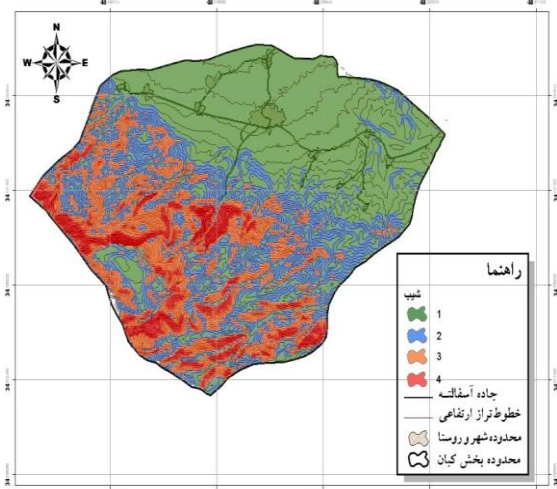 N
W E
S
راهنما
شیب
1
2
3
4
جاده آسفالته
خطوط تراز ارتفاعی
محدوده شهر و روستا
محدوده بخش کیان